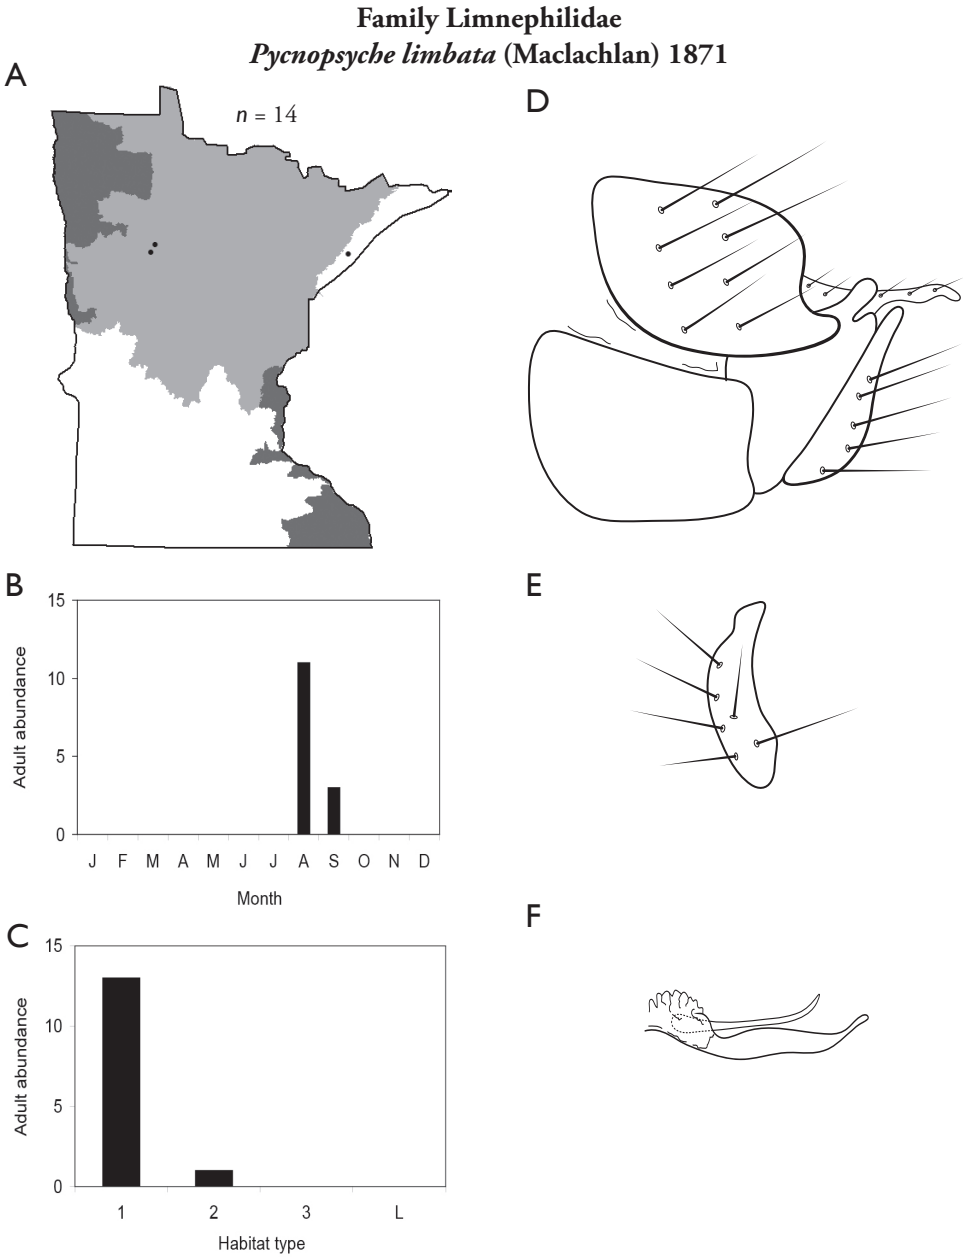 Family Limnephilidae
Pycnopsyche limbata (Maclachlan) 1871
A
n = 14
D
B
15
10
5
0
Adult abundance
J F M A M J J A S O N D
Month
E
C
15
10
5
0
Adult abundance
1 2 3 L
Habitat type
F